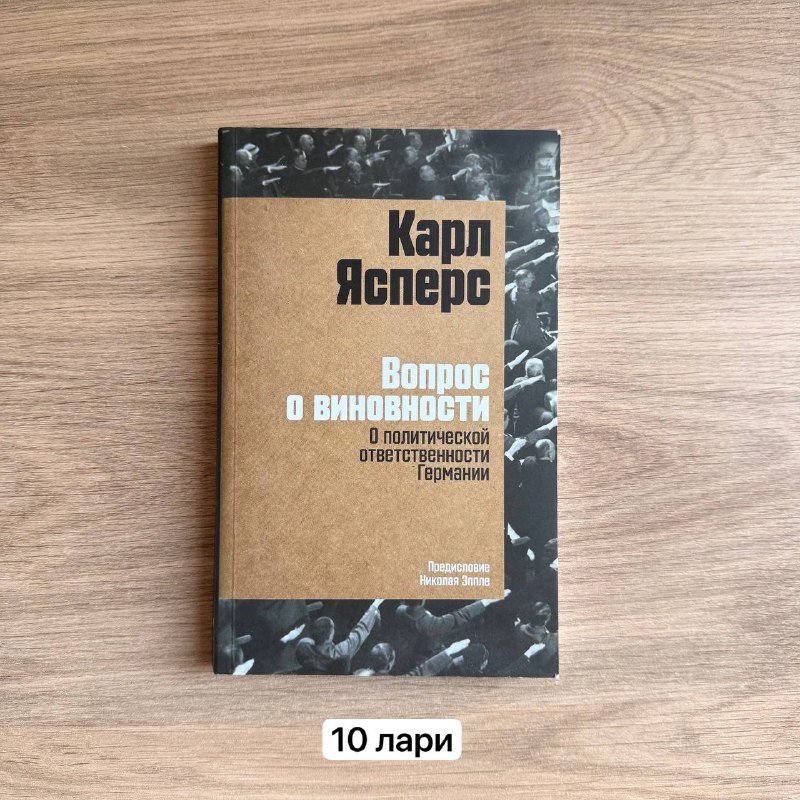 Карл
Ясперс
Вопрос
о виновности
О политической
ответственности
Германии
Предисловие
Николая Эппле
10 лари